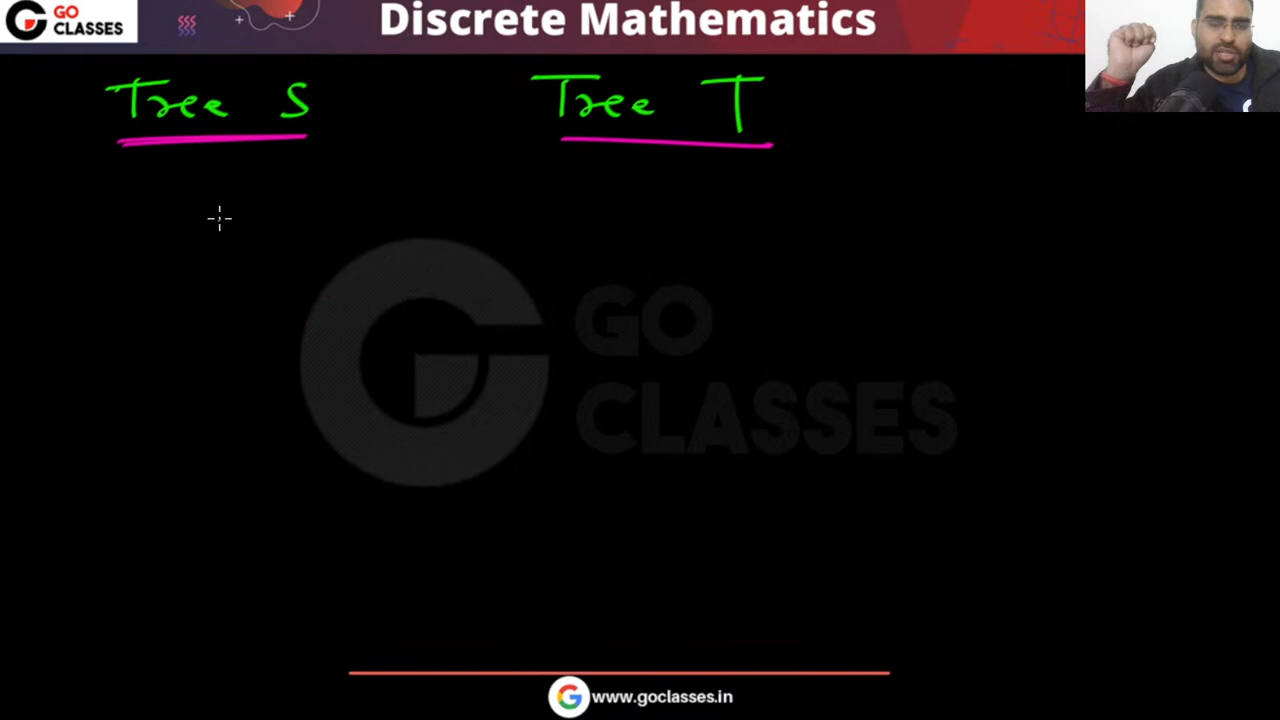 GO
CLASSES
Discrete Mathematics
Tree S
Tree T
GO
CLASSES
www.goclasses.in